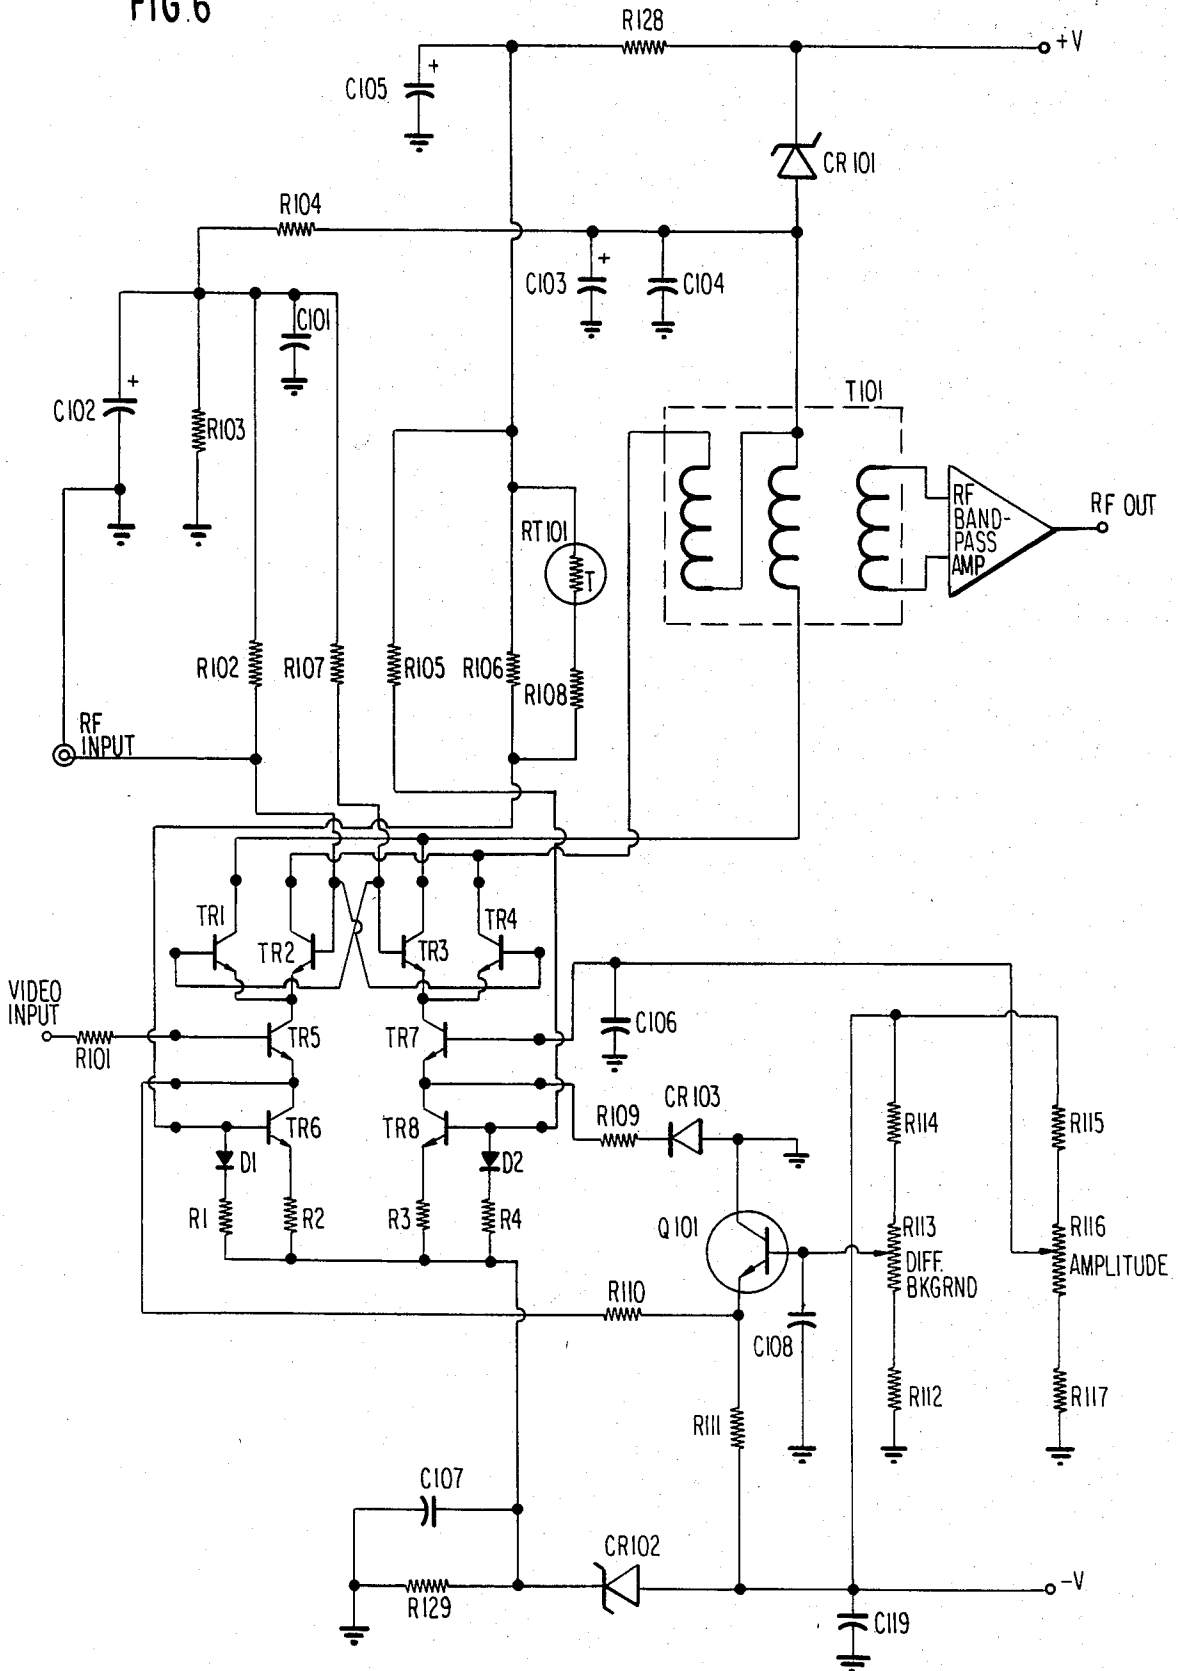 FIG.6
R128
+V
C105
+
CR101
R104
C103
+
C104
C101
C102
+
R103
T101
RF
BAND-
PASS
AMP
RF OUT
RT101
T
R102
R107
R105
R106
R108
RF
INPUT
TR1
TR2
TR3
TR4
VIDEO
INPUT
R101
TR5
TR7
C106
TR6
TR8
R109
CR103
R114
R115
D1
D2
R1
R2
R3
R4
Q101
R113
DIFF.
BKGRND
R116
AMPLITUDE
R110
C108
R112
R117
R111
C107
CR102
R129
-V
C119